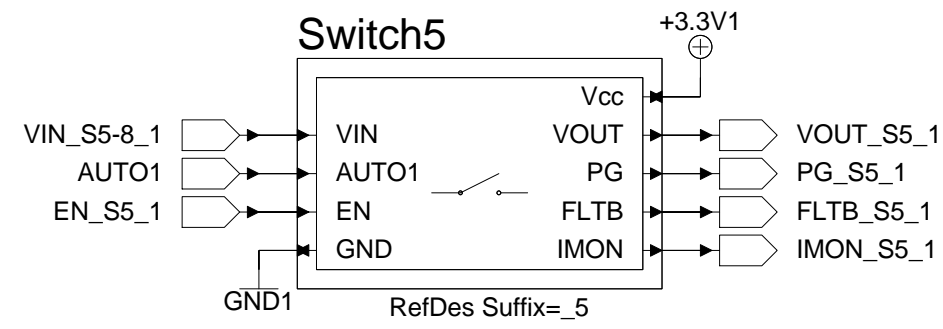 +3.3V1
Switch5
Vcc
VIN_S5-8_1 VIN VOUT VOUT_S5_1
AUTO1 AUTO1 PG PG_S5_1
EN_S5_1 EN FLTB FLTB_S5_1
GND IMON IMON_S5_1
GND1
RefDes Suffix=_5